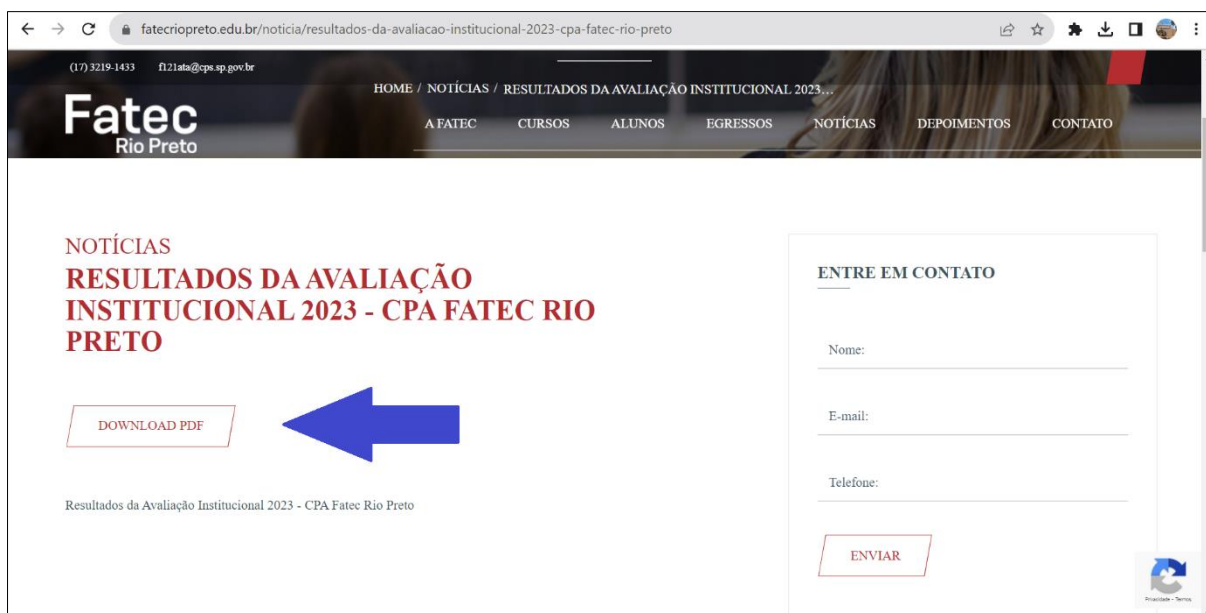 fatecriopreto.edu.br/noticia/resultados-da-avaliacao-institucional-2023-cpa-fatec-rio-preto
(17) 3219-1433 f121ata@cps.sp.gov.br
HOME / NOTÍCIAS / RESULTADOS DA AVALIAÇÃO INSTITUCIONAL 2023...
Fatec
Rio Preto
A FATEC CURSOS ALUNOS EGRESSOS NOTÍCIAS DEPOIMENTOS CONTATO
NOTÍCIAS
RESULTADOS DA AVALIAÇÃO
INSTITUCIONAL 2023 - CPA FATEC RIO
PRETO
DOWNLOAD PDF
Resultados da Avaliação Institucional 2023 - CPA Fatec Rio Preto
ENTRE EM CONTATO
Nome:
E-mail:
Telefone:
ENVIAR
Privacidade - Termos